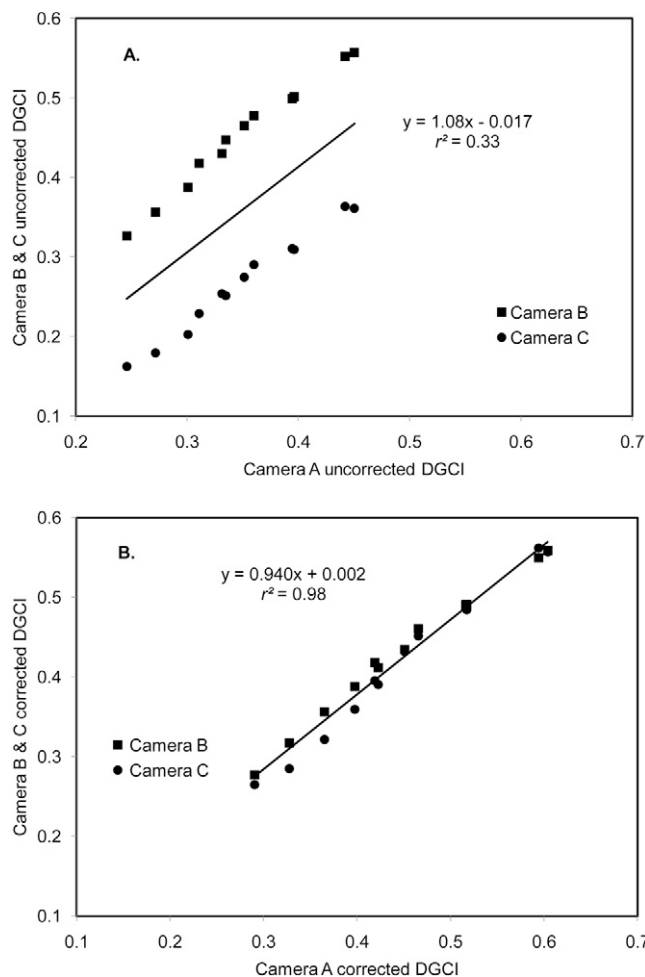 A.
0.6
0.5
0.4
0.3
0.2
0.1
Camera B & C uncorrected DGCI
y = 1.08x - 0.017
r² = 0.33
Camera B
Camera C
0.2 0.3 0.4 0.5 0.6 0.7
Camera A uncorrected DGCI
B.
0.6
0.5
0.4
0.3
0.2
0.1
Camera B & C corrected DGCI
y = 0.940x + 0.002
r² = 0.98
Camera B
Camera C
0.1 0.2 0.3 0.4 0.5 0.6 0.7
Camera A corrected DGCI